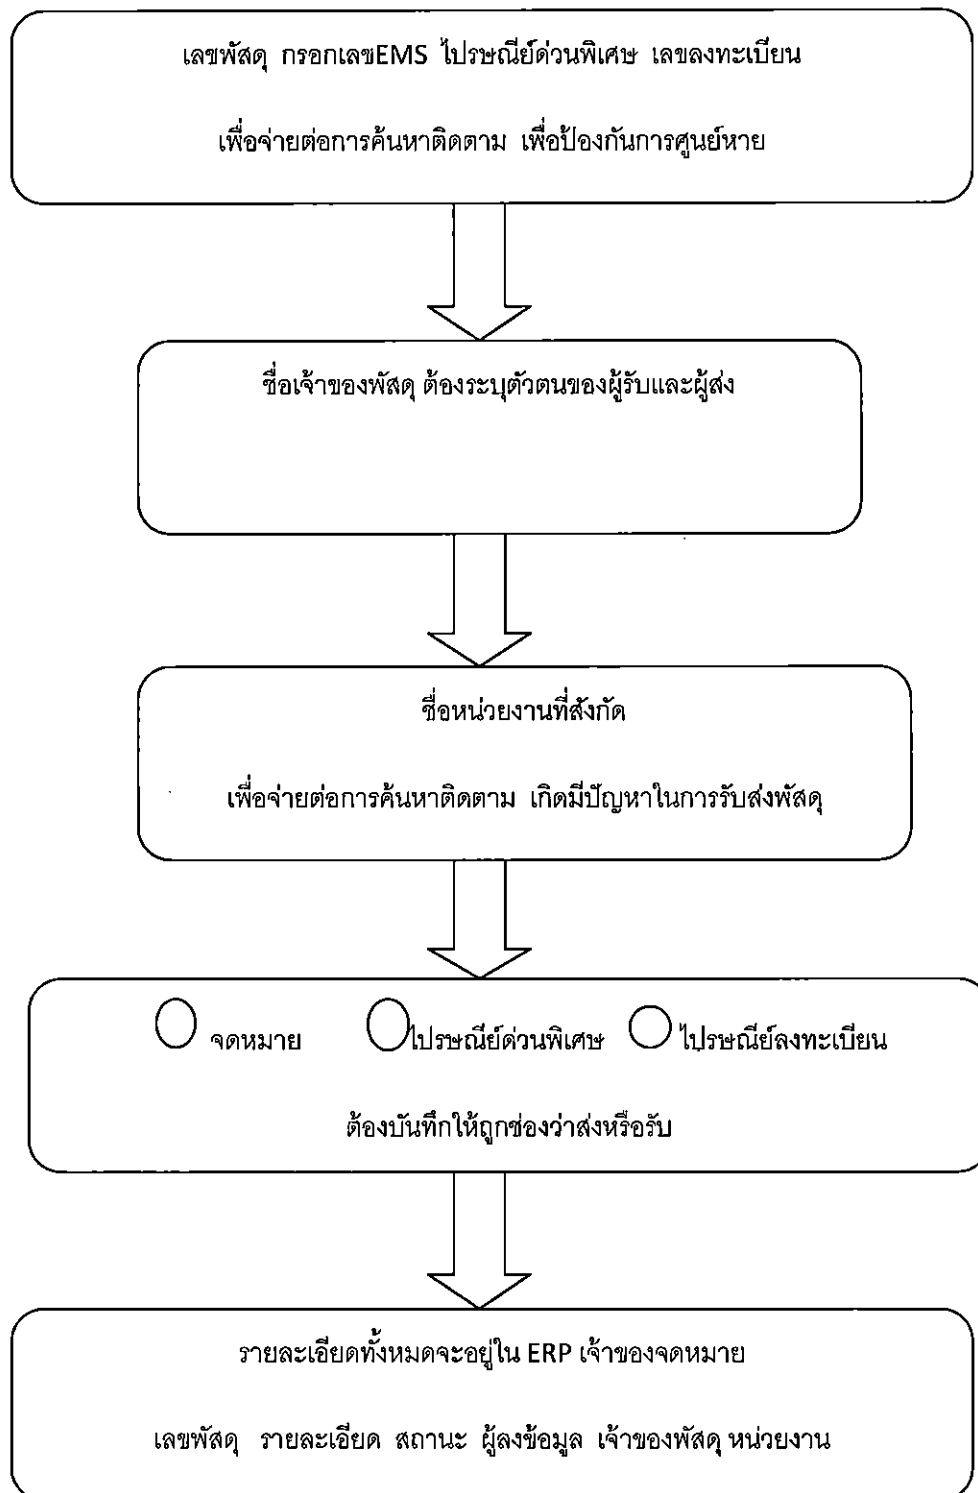 เลขพัสดุ กรอกเลขEMS ไปรษณีย์ด่วนพิเศษ เลขลงทะเบียน
เพื่อจ่ายต่อการค้นหาติดตาม เพื่อป้องกันการศูนย์หาย
ชื่อเจ้าของพัสดุ ต้องระบุตัวตนของผู้รับและผู้ส่ง
ชื่อหน่วยงานที่สังกัด
เพื่อจ่ายต่อการค้นหาติดตาม เกิดมีปัญหาในการรับส่งพัสดุ
จดหมาย ไปรษณีย์ด่วนพิเศษ ไปรษณีย์ลงทะเบียน
ต้องบันทึกให้ถูกช่องว่าส่งหรือรับ
รายละเอียดทั้งหมดจะอยู่ใน ERP เจ้าของจดหมาย
เลขพัสดุ รายละเอียด สถานะ ผู้ลงข้อมูล เจ้าของพัสดุ หน่วยงาน